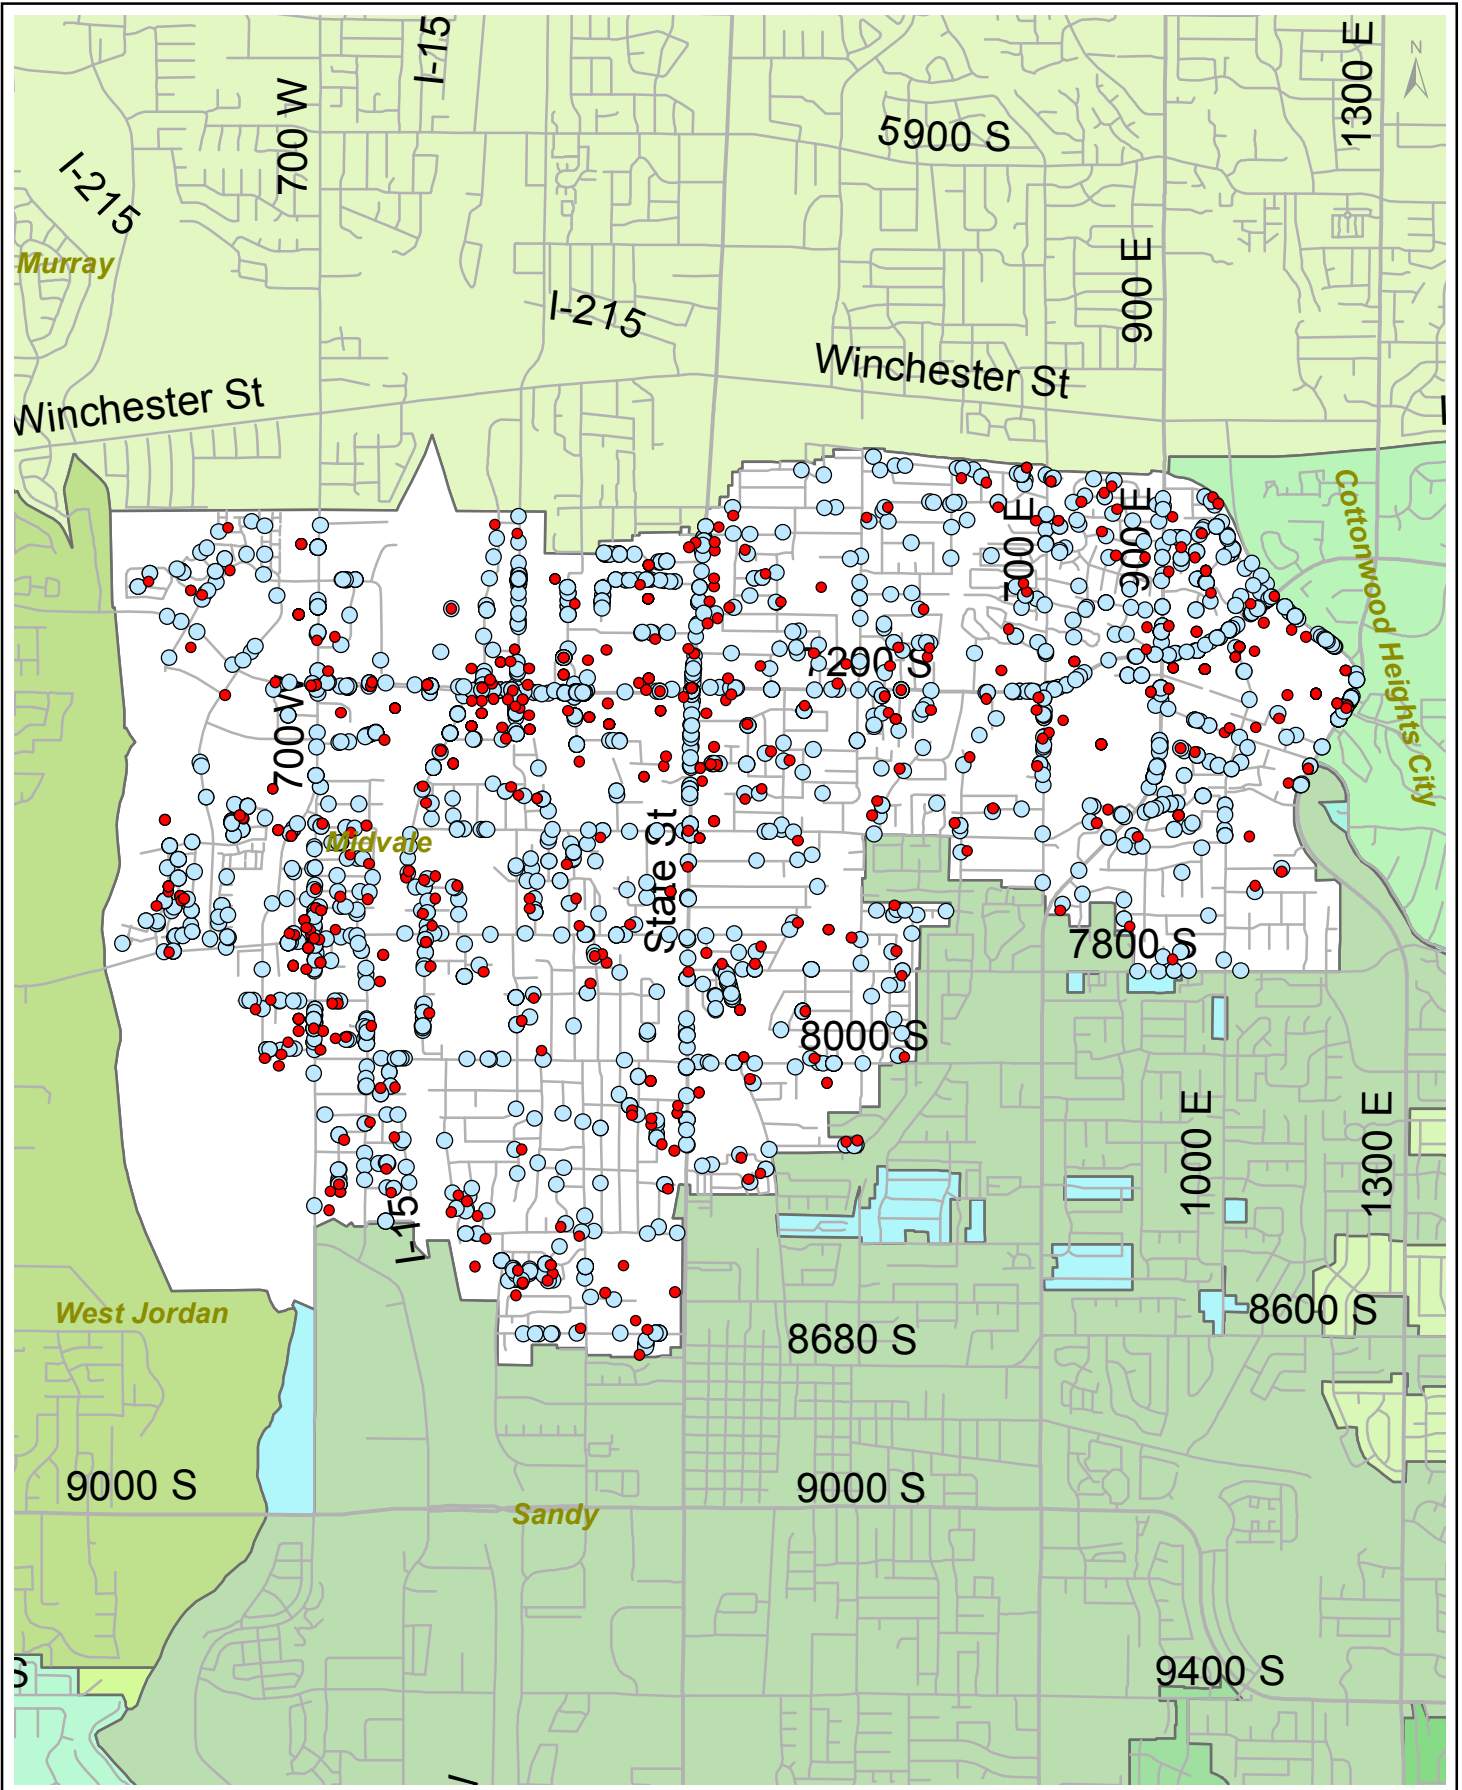 I-15
N
1300 E
700 W
5900 S
I-215
Murray
900 E
I-215
Winchester St
Winchester St
Cottonwood Heights City
700 E
900 E
7200 S
700 W
Midvale
State St
7800 S
8000 S
1000 E
1300 E
I-15
West Jordan
8600 S
8680 S
9000 S
9000 S
Sandy
9400 S
S